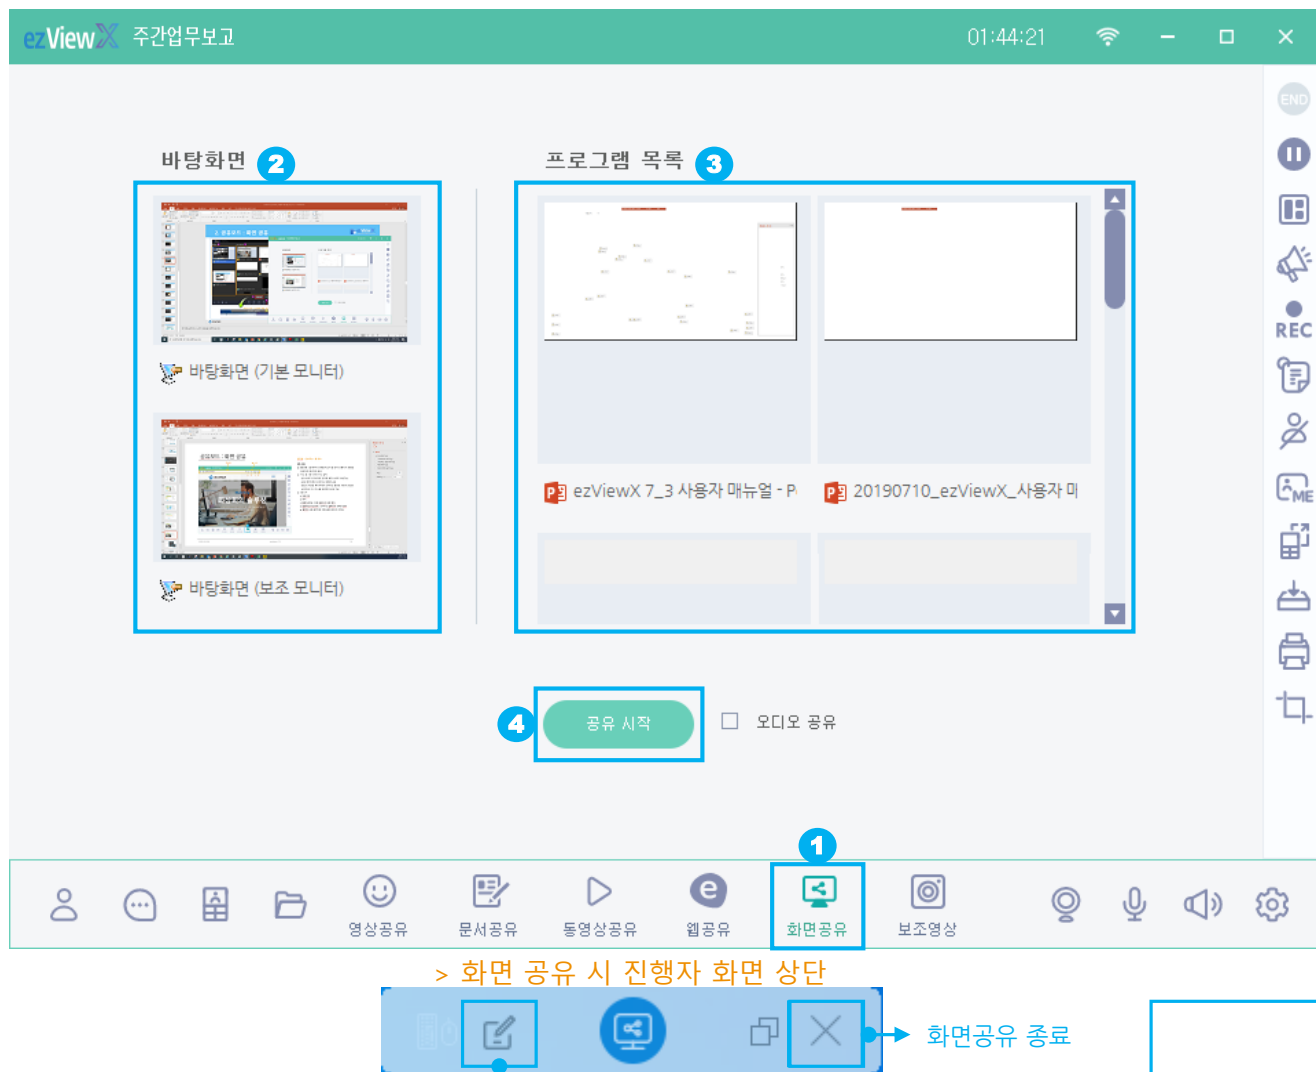 ezViewX 주간업무보고 01:44:21
END
바탕화면 2 프로그램 목록 3
REC
바탕화면 (기본 모니터)
ME
ezViewX 7_3 사용자 매뉴얼 - P
20190710_ezViewX_사용자 매
바탕화면 (보조 모니터)
4 공유 시작 오디오 공유
1
영상공유 문서공유 동영상공유 웹공유 화면공유 보조영상
> 화면 공유 시 진행자 화면 상단
화면공유 종료